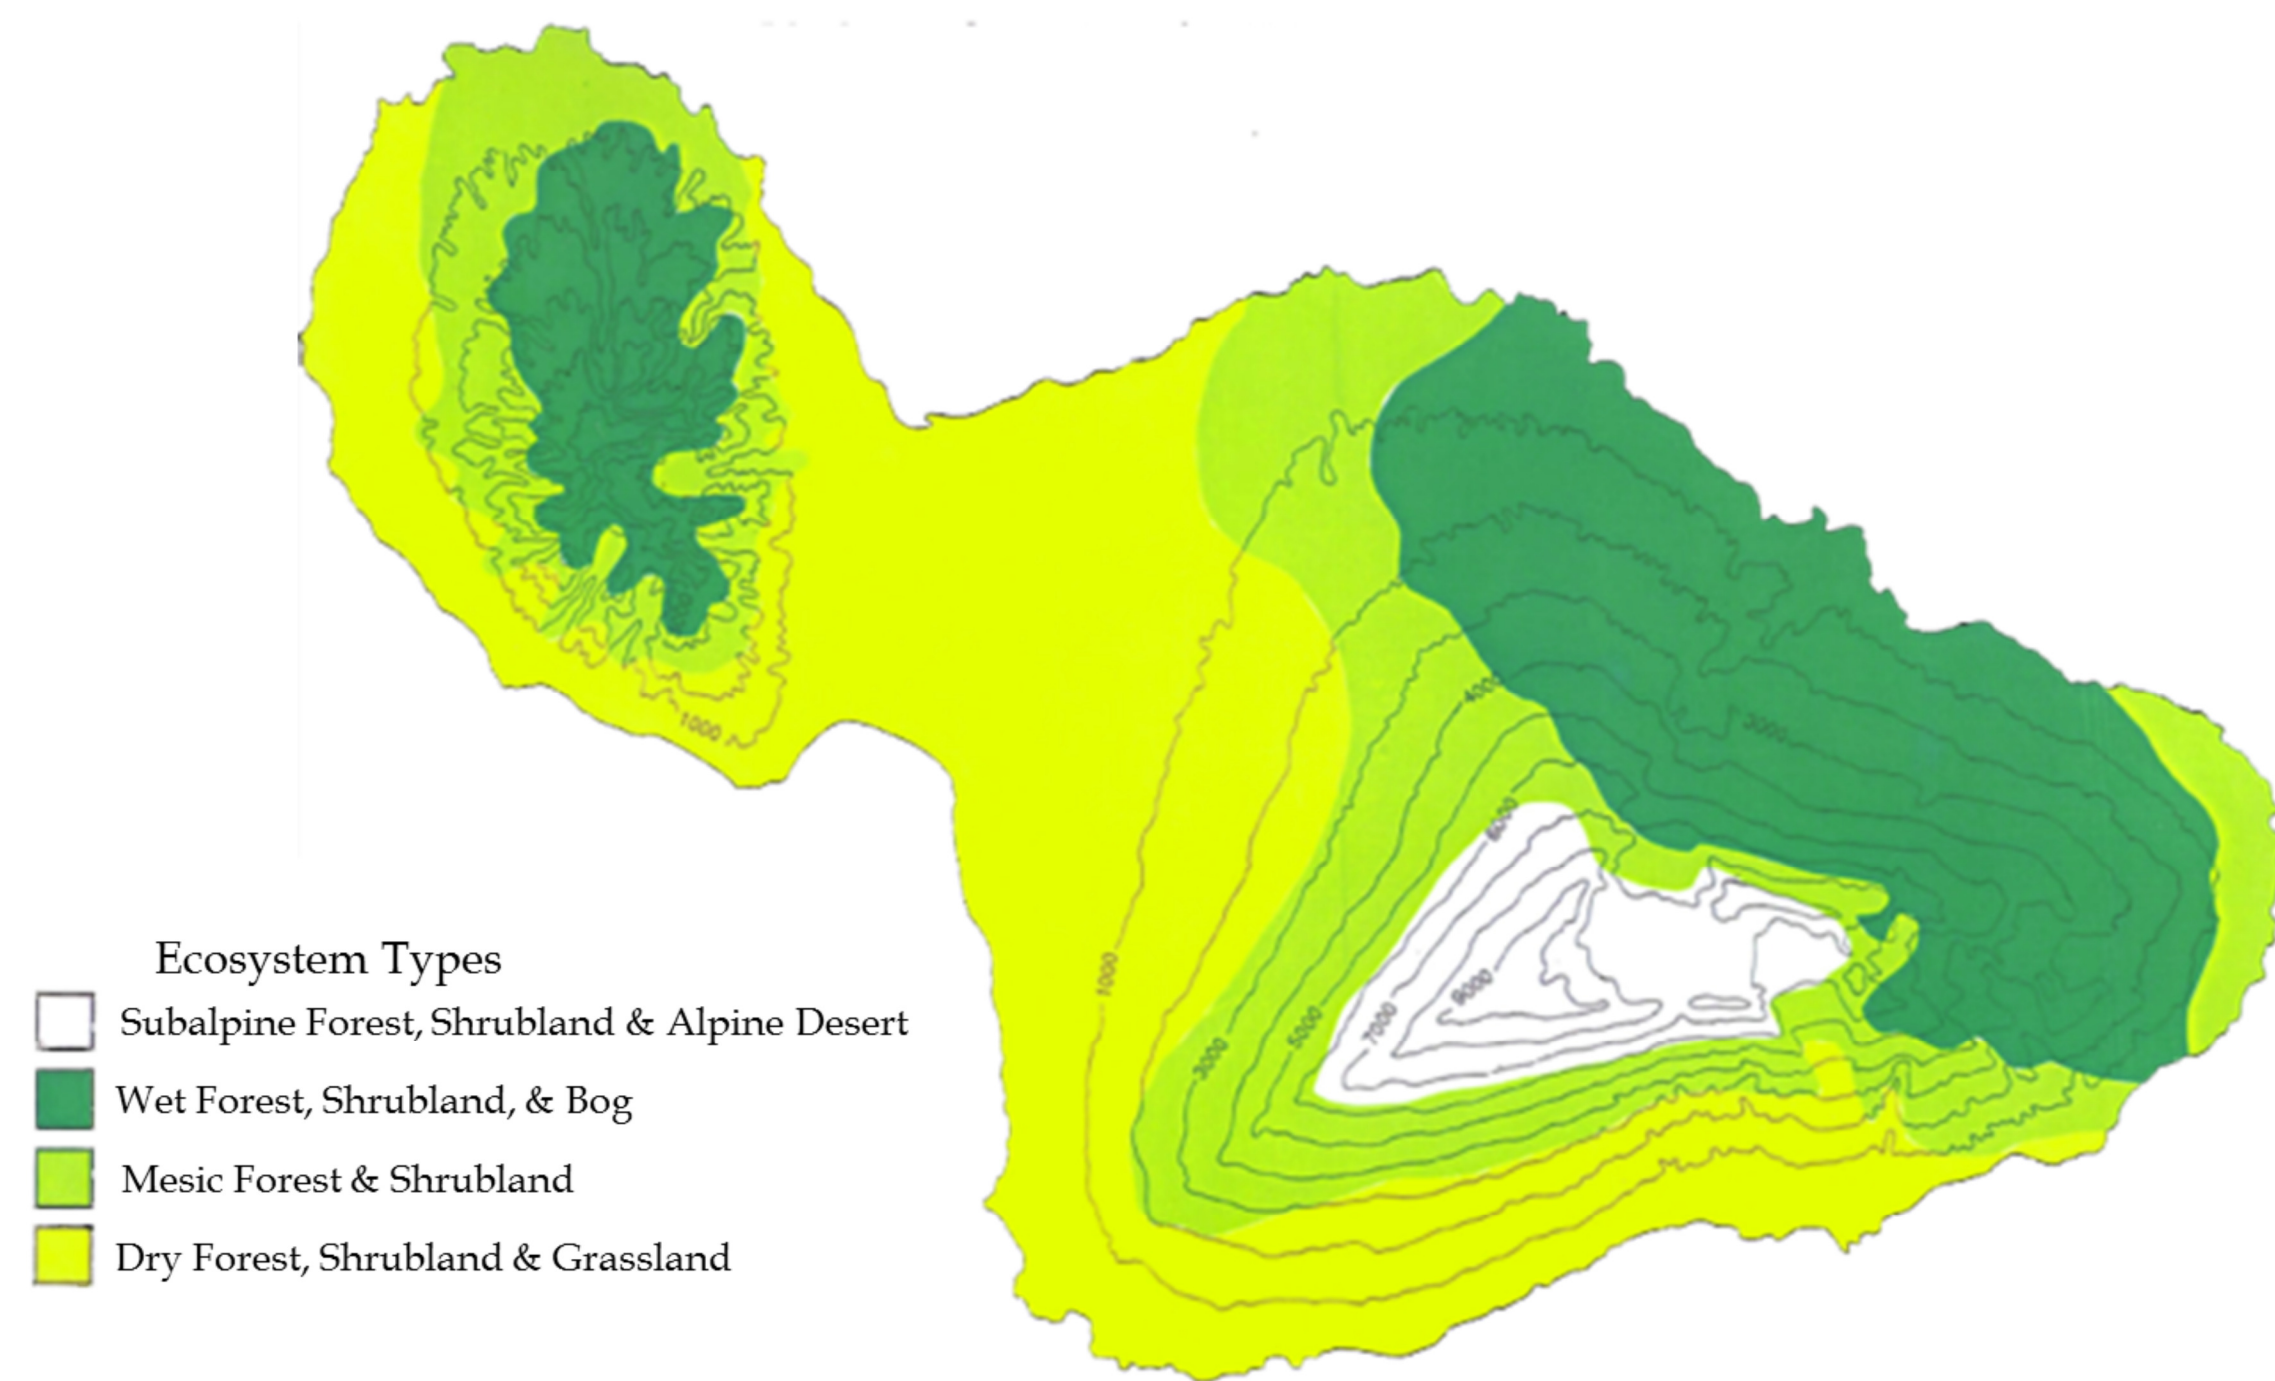 1000
4000
3000
6000
1000
9000
7000
5000
3000
Ecosystem Types
Subalpine Forest, Shrubland & Alpine Desert
Wet Forest, Shrubland, & Bog
Mesic Forest & Shrubland
Dry Forest, Shrubland & Grassland